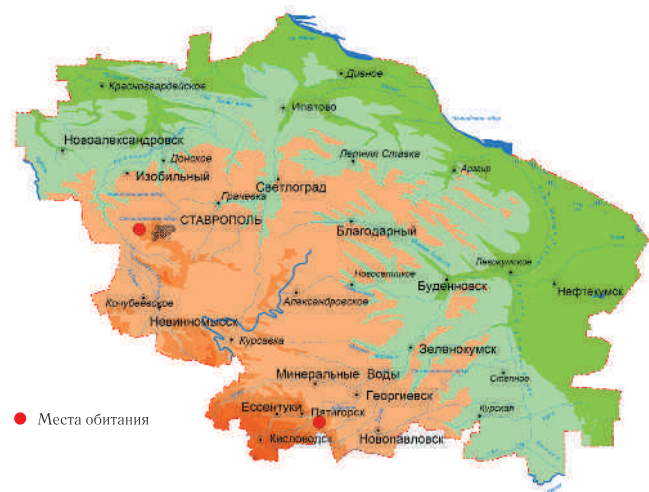 Дивное
Красногвардейское
Ипатово
Новоалександровск
Донское
Летняя Ставка
Арзгир
Изобильный
Светлоград
Грачевка
СТАВРОПОЛЬ
Благодарный
Левокумское
Новоселицкое
Буденновск
Нефтекумск
Кочубеевское
Александровское
Невинномысск
Курсавка
Зеленокумск
Минеральные Воды
Степное
Георгиевск
Ессентуки
Пятигорск
Курская
Места обитания
Кисловодск
Новопавловск